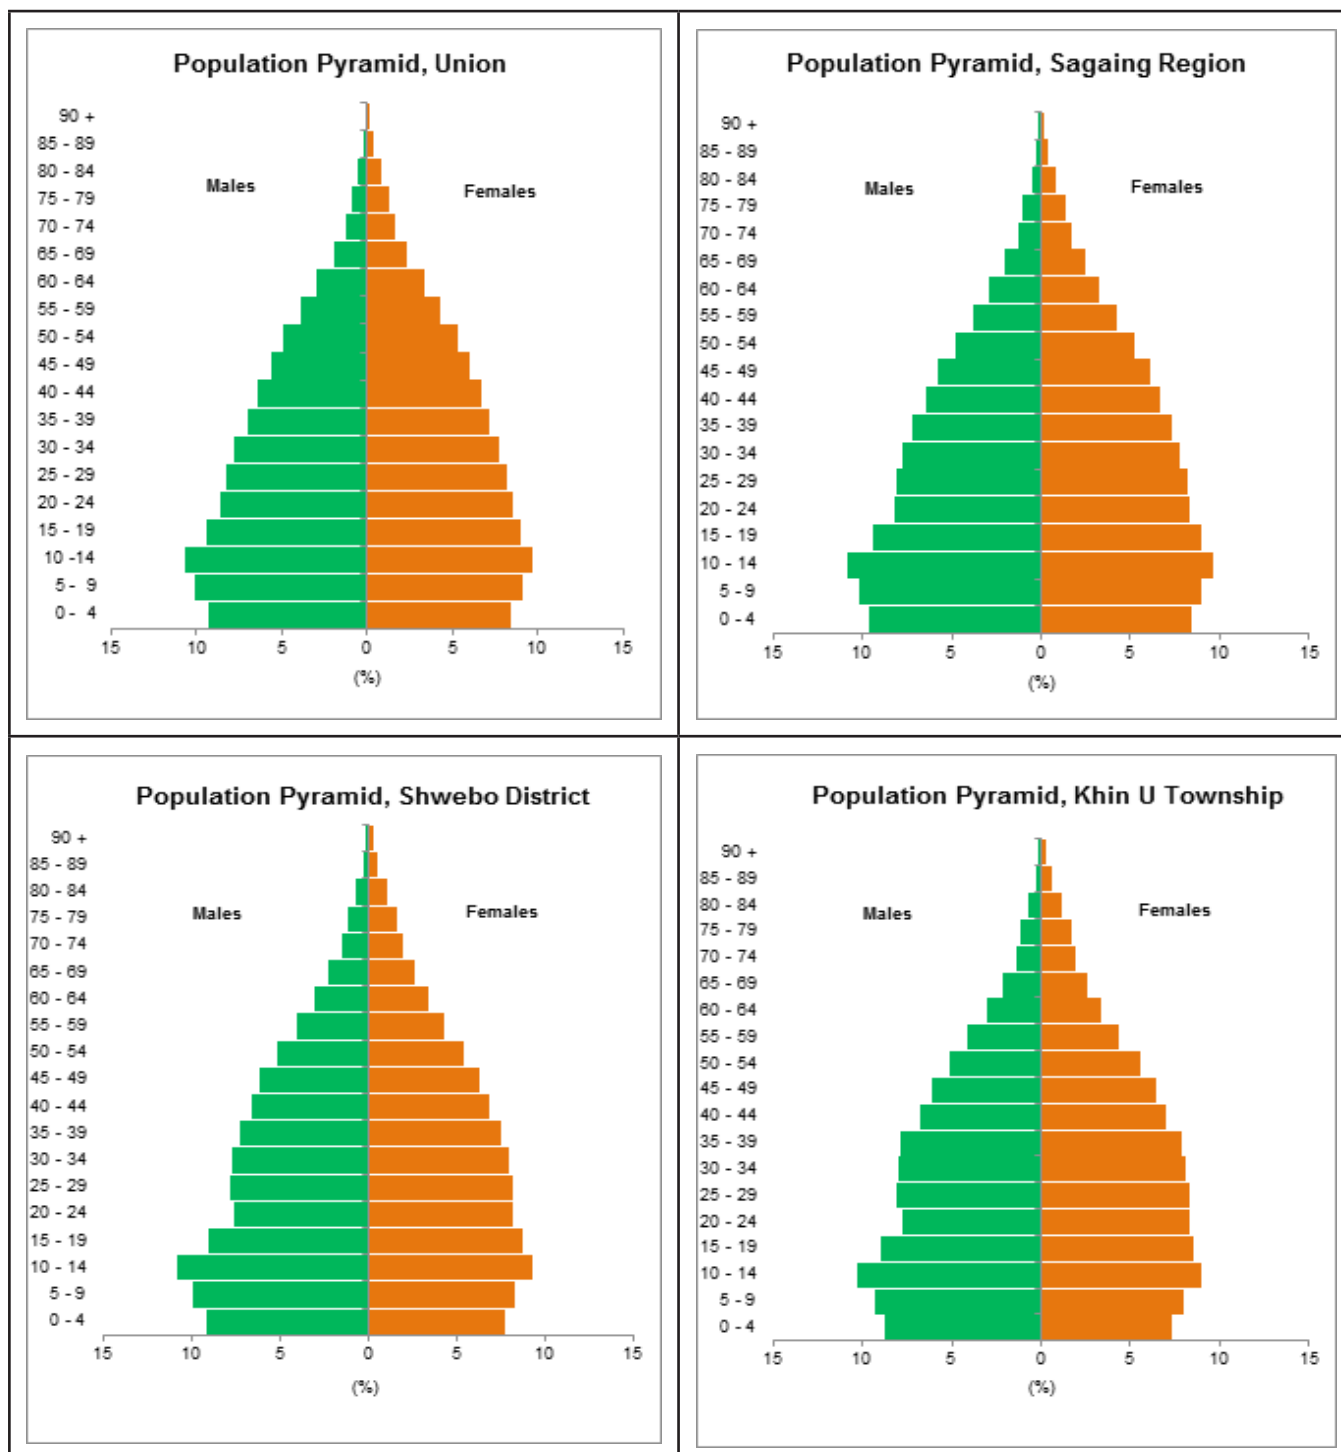 Population Pyramid, Union
90 +
85 - 89
80 - 84
75 - 79
70 - 74
65 - 69
60 - 64
55 - 59
50 - 54
45 - 49
40 - 44
35 - 39
30 - 34
25 - 29
20 - 24
15 - 19
10 -14
5 - 9
0 - 4
Males
Females
15 10 5 0 5 10 15
(%)
Population Pyramid, Sagaing Region
90 +
85 - 89
80 - 84
75 - 79
70 - 74
65 - 69
60 - 64
55 - 59
50 - 54
45 - 49
40 - 44
35 - 39
30 - 34
25 - 29
20 - 24
15 - 19
10 - 14
5 - 9
0 - 4
Males
Females
15 10 5 0 5 10 15
(%)
Population Pyramid, Shwebo District
90 +
85 - 89
80 - 84
75 - 79
70 - 74
65 - 69
60 - 64
55 - 59
50 - 54
45 - 49
40 - 44
35 - 39
30 - 34
25 - 29
20 - 24
15 - 19
10 - 14
5 - 9
0 - 4
Males
Females
15 10 5 0 5 10 15
(%)
Population Pyramid, Khin U Township
90 +
85 - 89
80 - 84
75 - 79
70 - 74
65 - 69
60 - 64
55 - 59
50 - 54
45 - 49
40 - 44
35 - 39
30 - 34
25 - 29
20 - 24
15 - 19
10 - 14
5 - 9
0 - 4
Males
Females
15 10 5 0 5 10 15
(%)